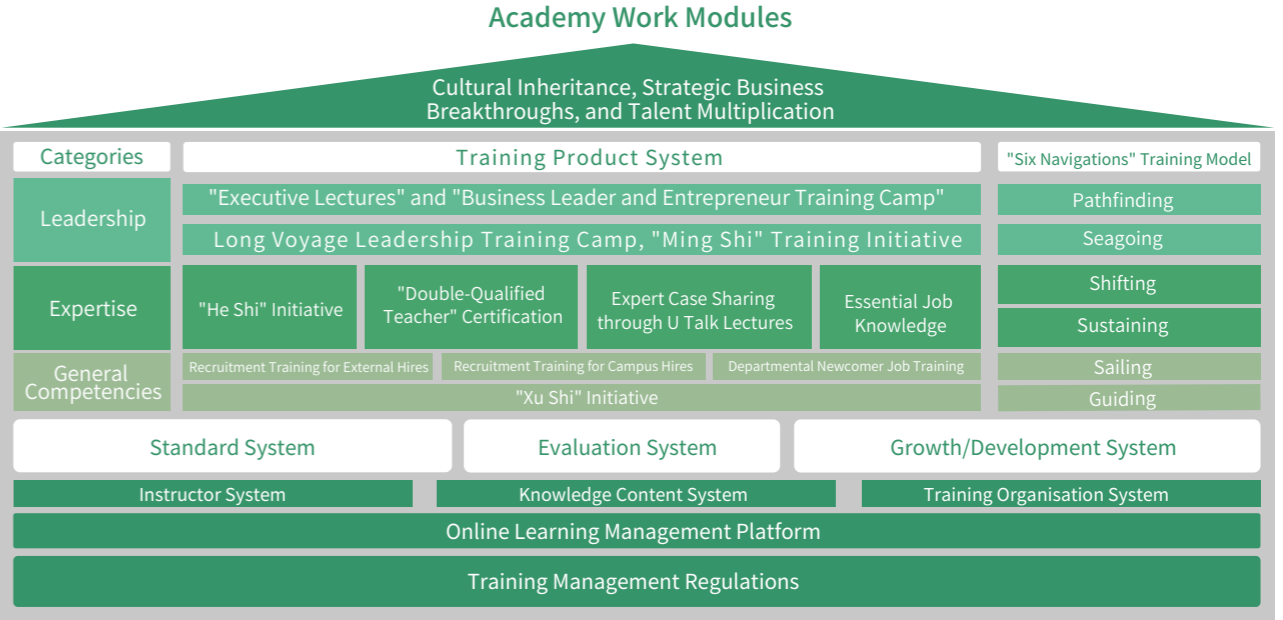 Academy Work Modules
Cultural Inheritance, Strategic Business
Breakthroughs, and Talent Multiplication
Categories
Training Product System
"Six Navigations" Training Model
Leadership
"Executive Lectures" and "Business Leader and Entrepreneur Training Camp"
Pathfinding
Long Voyage Leadership Training Camp, "Ming Shi" Training Initiative
Seagoing
Expertise
"He Shi" Initiative
"Double-Qualified
Teacher" Certification
Expert Case Sharing
through U Talk Lectures
Essential Job
Knowledge
Shifting
Sustaining
General
Competencies
Recruitment Training for External Hires
Recruitment Training for Campus Hires
Departmental Newcomer Job Training
Sailing
"Xu Shi" Initiative
Guiding
Standard System
Evaluation System
Growth/Development System
Instructor System
Knowledge Content System
Training Organisation System
Online Learning Management Platform
Training Management Regulations